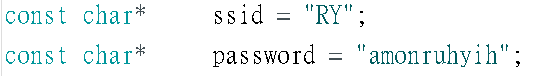 const char*     ssid = "RY";
const char*     password = "amonruhyih";